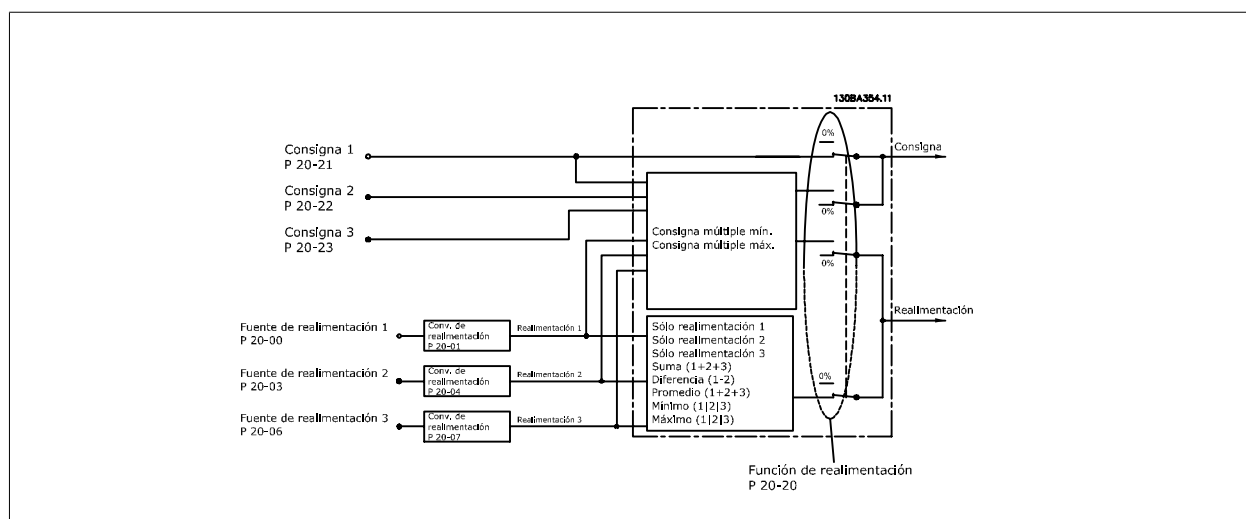 130BA354.11
0%
Consigna 1
P 20-21
Consigna
Consigna 2
P 20-22
0%
Consigna 3
P 20-23
Consigna múltiple mín.
Consigna múltiple máx.
0%
Realimentación
Fuente de realimentación 1
P 20-00
Conv. de
realimentación
P 20-01
Realimentación 1
Sólo realimentación 1
Sólo realimentación 2
Sólo realimentación 3
Suma (1+2+3)
Diferencia (1-2)
Promedio (1+2+3)
Mínimo (1|2|3)
Máximo (1|2|3)
0%
Fuente de realimentación 2
P 20-03
Conv. de
realimentación
P 20-04
Realimentación 2
Fuente de realimentación 3
P 20-06
Conv. de
realimentación
P 20-07
Realimentación 3
Función de realimentación
P 20-20